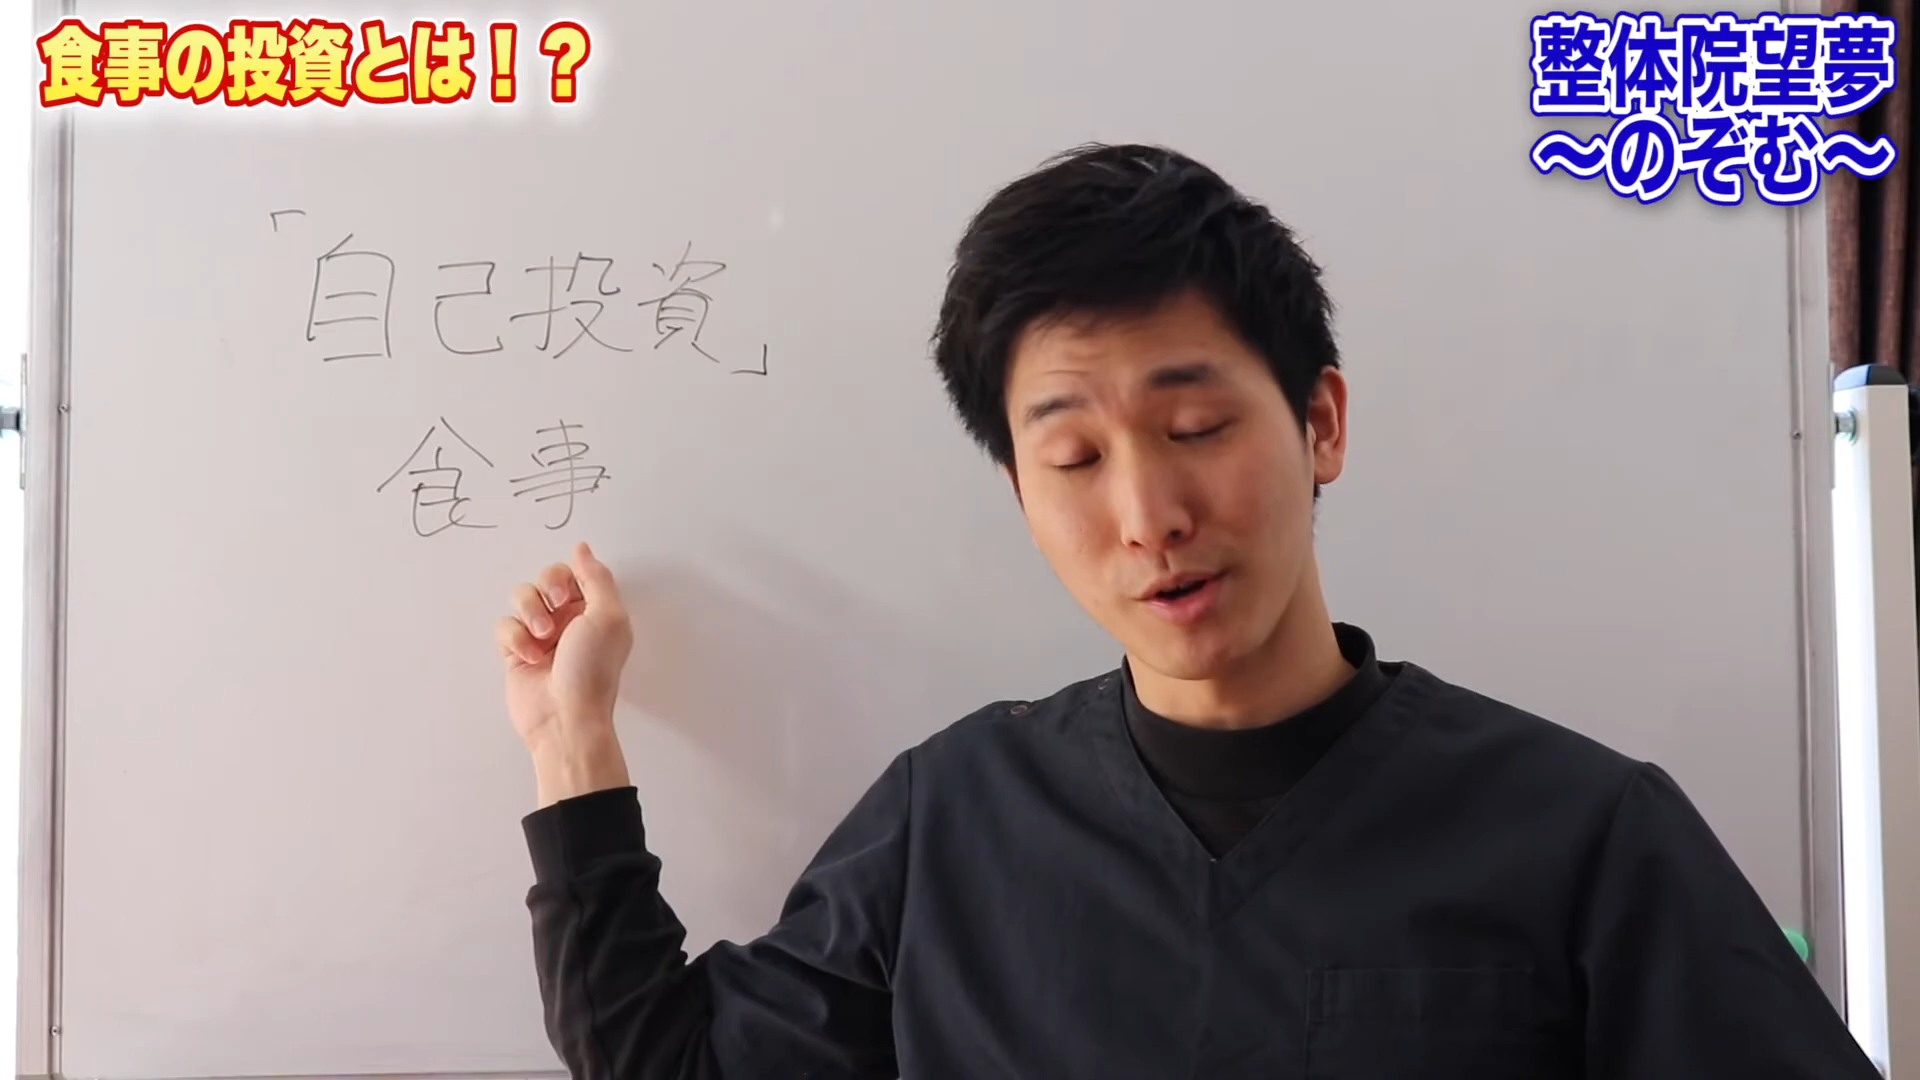 食事の投資とは！？
整体院望夢
～のぞむ～
「自己投資」
食事